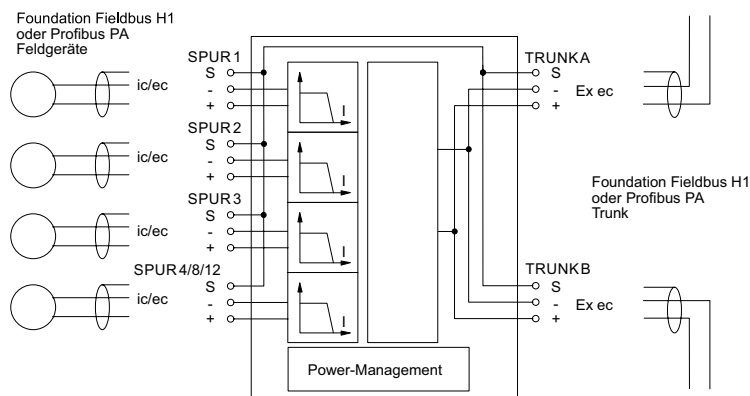 Foundation Fieldbus H1
oder Profibus PA
Feldgeräte
SPUR 1
S
-
+
ic/ec
I
SPUR 2
S
-
+
ic/ec
I
SPUR 3
S
-
+
ic/ec
I
SPUR 4/8/12
S
-
+
ic/ec
I
Power-Management
TRUNK A
S
-
+
Ex ec
Foundation Fieldbus H1
oder Profibus PA
Trunk
TRUNK B
S
-
+
Ex ec